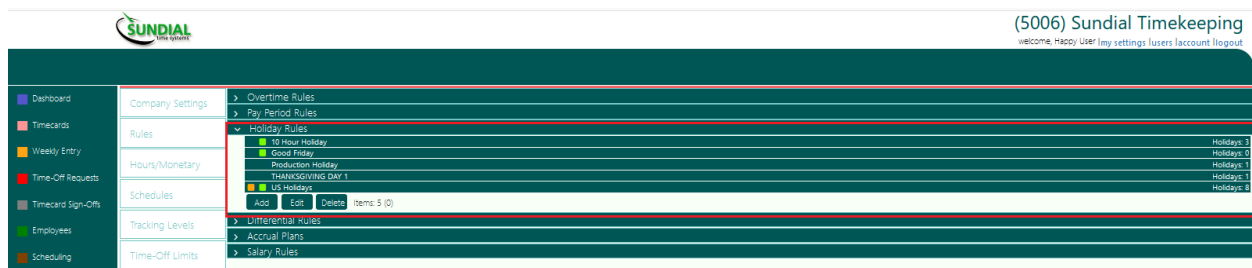 SUNDIAL
time systems
(5006) Sundial Timekeeping
welcome, Happy User |my settings |users |account |logout
Dashboard
Timecards
Weekly Entry
Time-Off Requests
Timecard Sign-Offs
Employees
Scheduling
Company Settings
Rules
Hours/Monetary
Schedules
Tracking Levels
Time-Off Limits
Overtime Rules
Pay Period Rules
Holiday Rules
10 Hour Holiday Holidays: 3
Good Friday Holidays: 0
Production Holiday Holidays: 1
THANKSGIVING DAY 1 Holidays: 1
US Holidays Holidays: 8
Add Edit Delete Items: 5 (0)
Differential Rules
Accrual Plans
Salary Rules